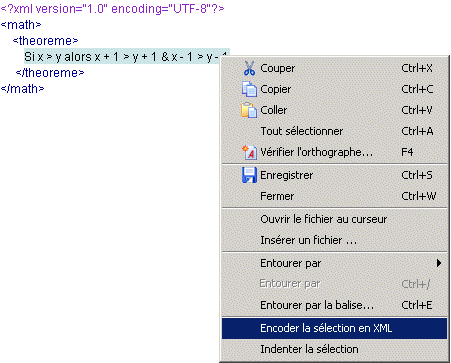 <?xml version="1.0" encoding="UTF-8"?>
<math>
<theoreme>
Si x > y alors x + 1 > y + 1 & x - 1 > y - 1
</theoreme>
</math>
Couper Ctrl+X
Copier Ctrl+C
Coller Ctrl+V
Tout sélectionner Ctrl+A
Vérifier l'orthographe... F4
Enregistrer Ctrl+S
Fermer Ctrl+W
Ouvrir le fichier au curseur
Insérer un fichier ...
Entourer par
Entourer par Ctrl+/
Entourer par la balise... Ctrl+E
Encoder la sélection en XML
Indenter la sélection